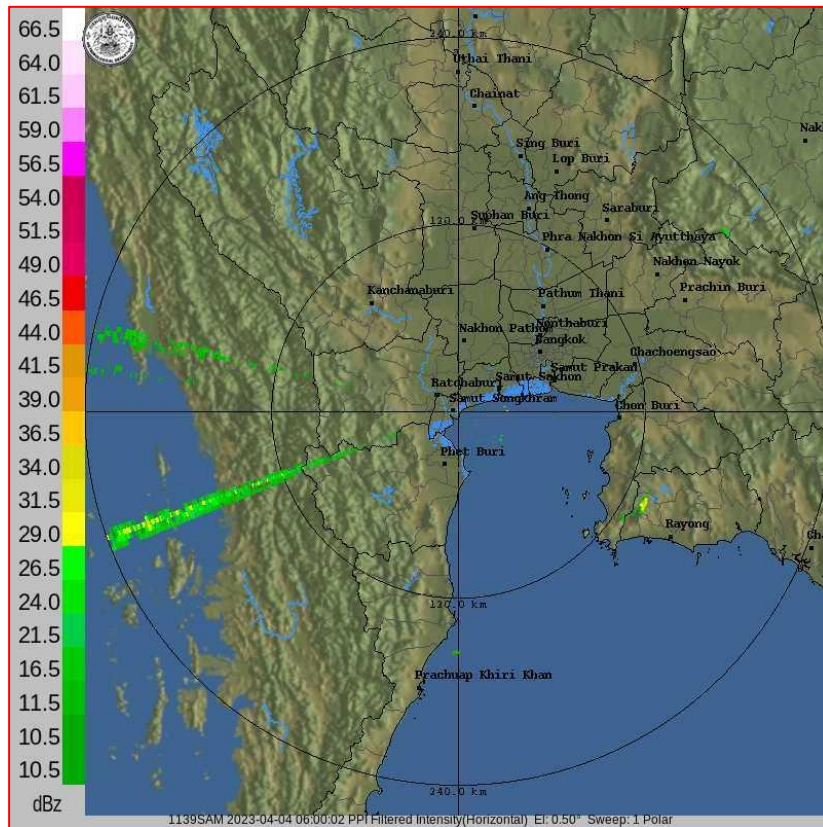 66.5
64.0
61.5
59.0
56.5
54.0
51.5
49.0
46.5
44.0
41.5
39.0
36.5
34.0
31.5
29.0
26.5
24.0
21.5
16.5
11.5
10.5
10.5
dBz
240.0 km
Uthai Thani
Chainat
Nak
Sing Buri
Lop Buri
Ang Thong
Suphan Buri
Saraburi
Phra Nakhon Si Ayutthaya
Nakhon Nayok
Prachin Buri
Kanchanaburi
Pathum Thani
Nonthaburi
Nakhon Pathom
Bangkok
Chachoengsao
Samut Prakan
Samut Sakhon
Ratchaburi
Samut Songkhram
Chon Buri
Phet Buri
Rayong
Cha
130.0 km
Prachuap Khiri Khan
240.0 km
1139SAM 2023-04-04 06:00:02 PPI Filtered Intensity(Horizontal) El: 0.50° Sweep: 1 Polar